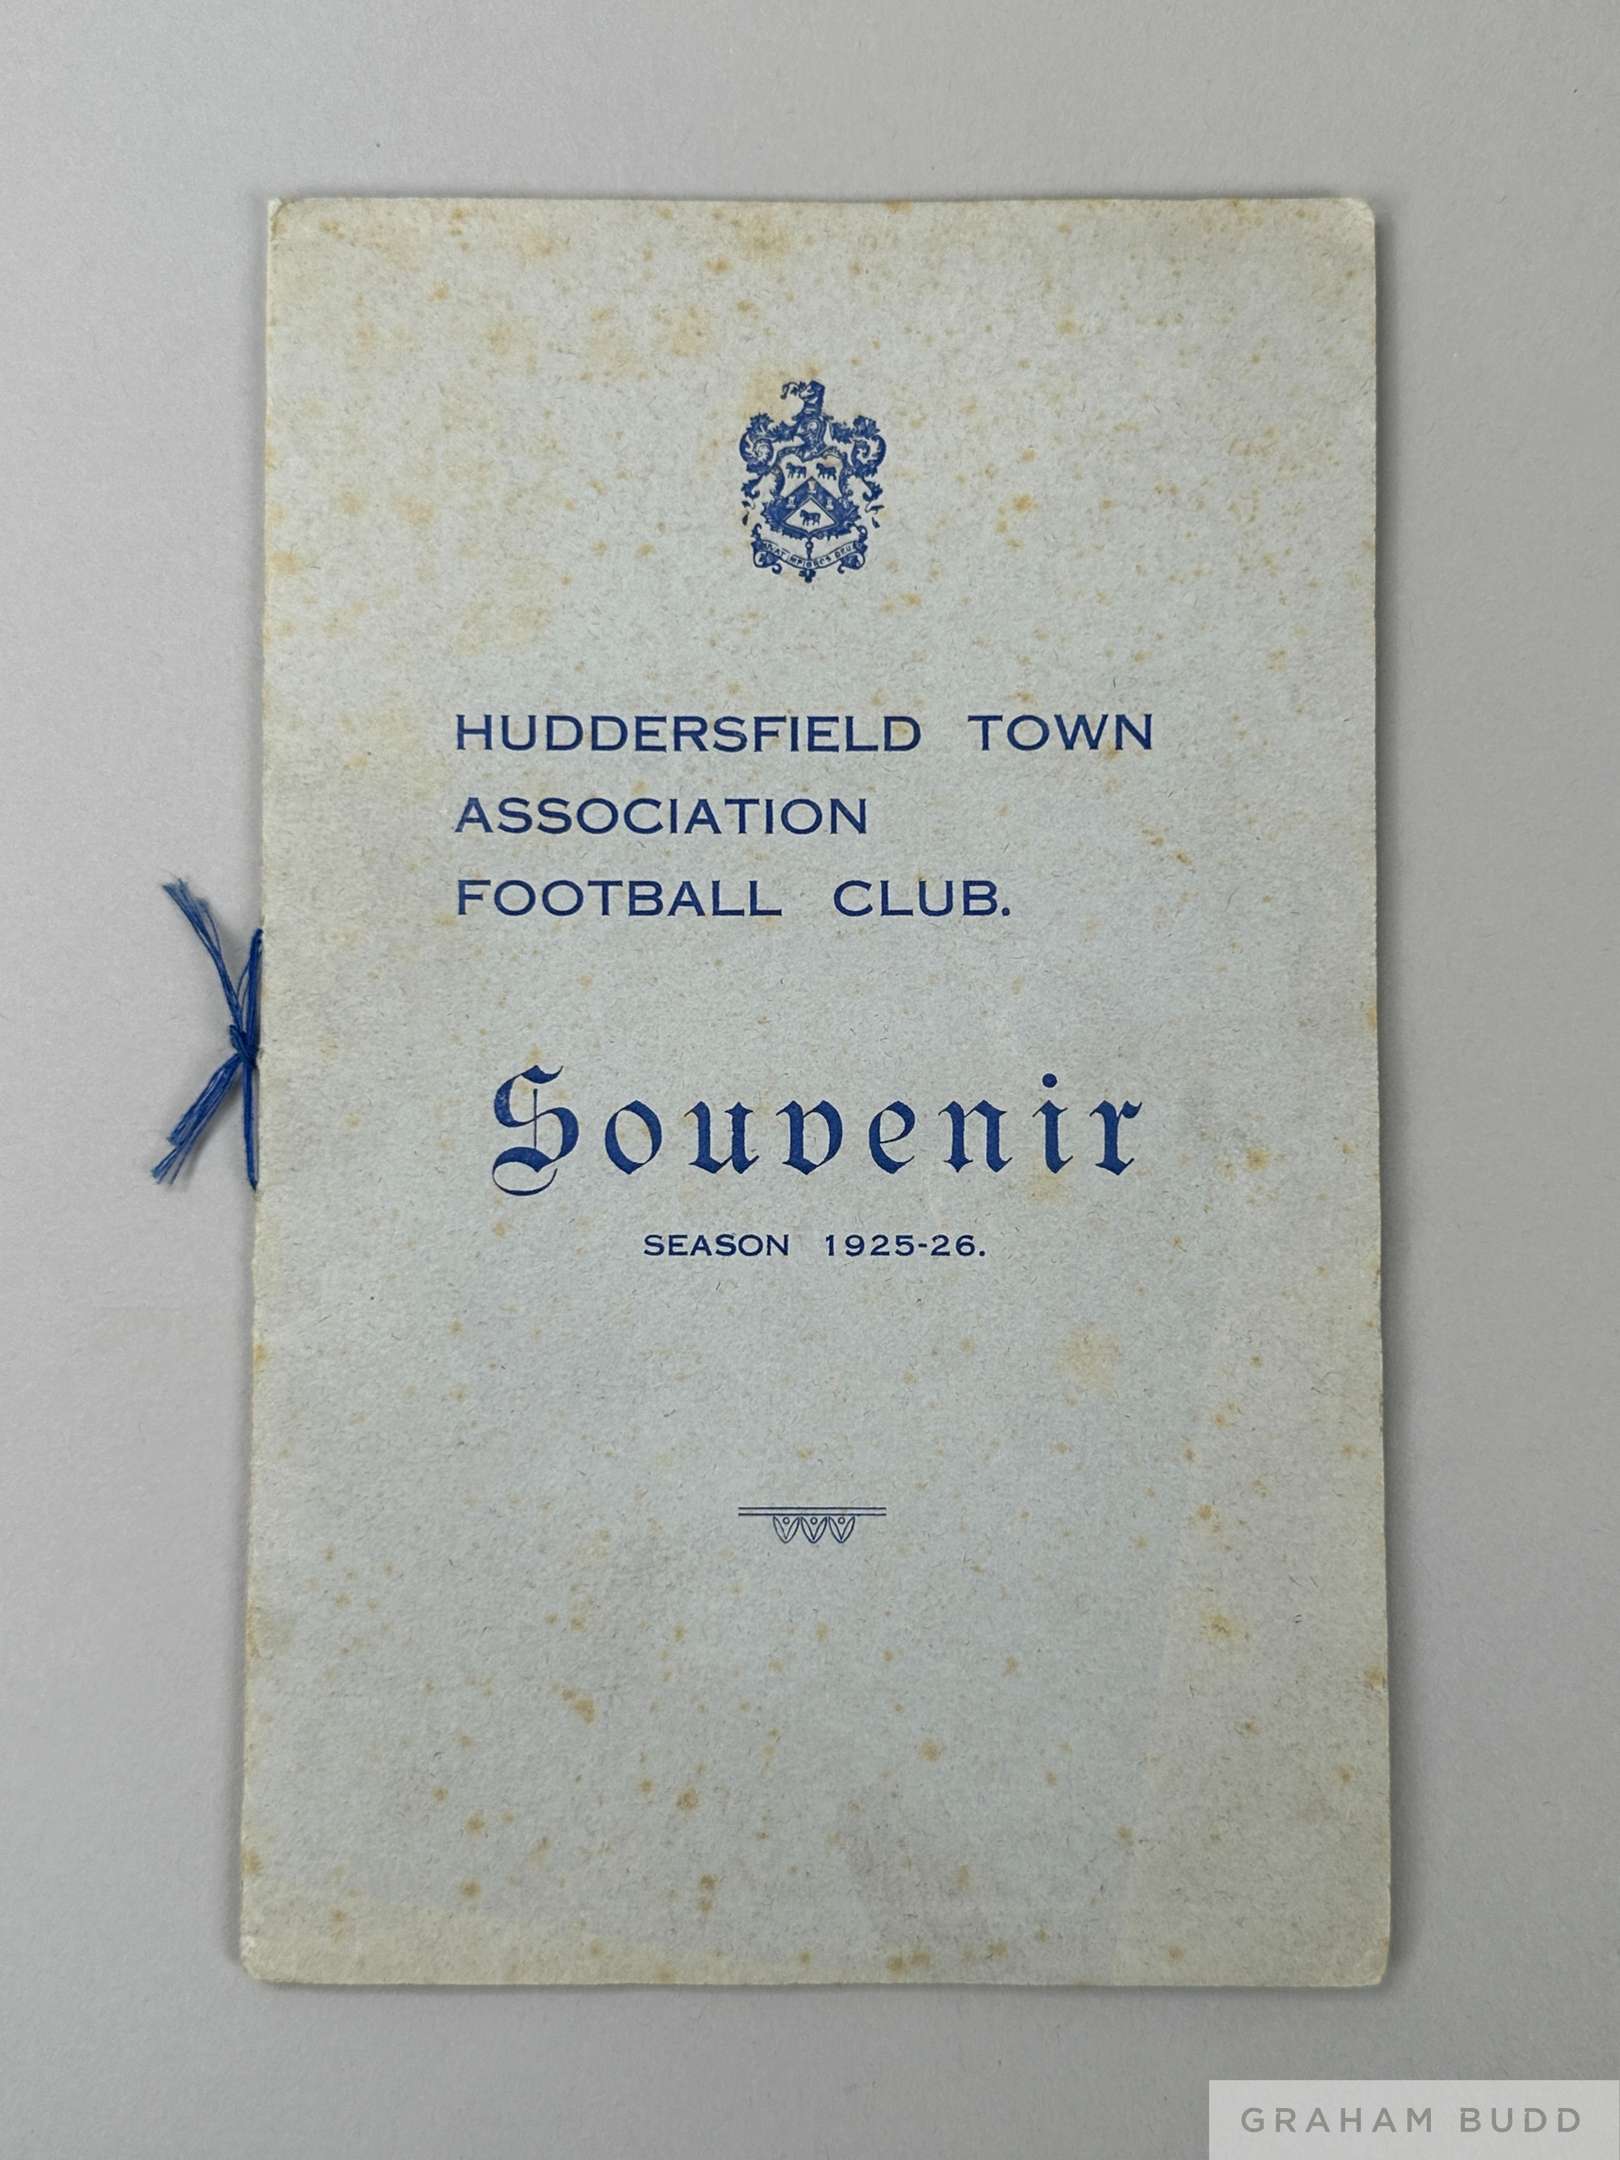 HUDDERSFIELD TOWN
ASSOCIATION
FOOTBALL CLUB.
Souvenir
SEASON 1925-26.
GRAHAM BUDD